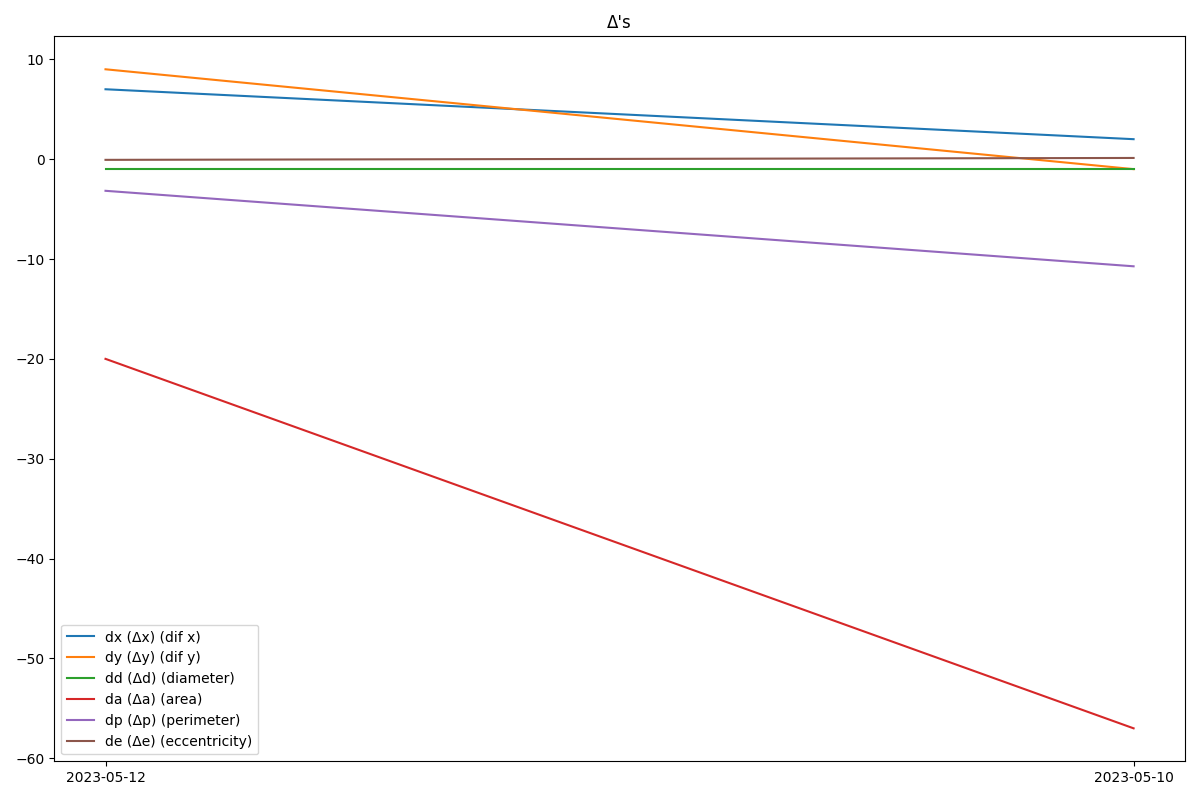 Δ's
10
0
−10
−20
−30
−40
−50
−60
dx (Δx) (dif x)
dy (Δy) (dif y)
dd (Δd) (diameter)
da (Δa) (area)
dp (Δp) (perimeter)
de (Δe) (eccentricity)
2023-05-12 2023-05-10